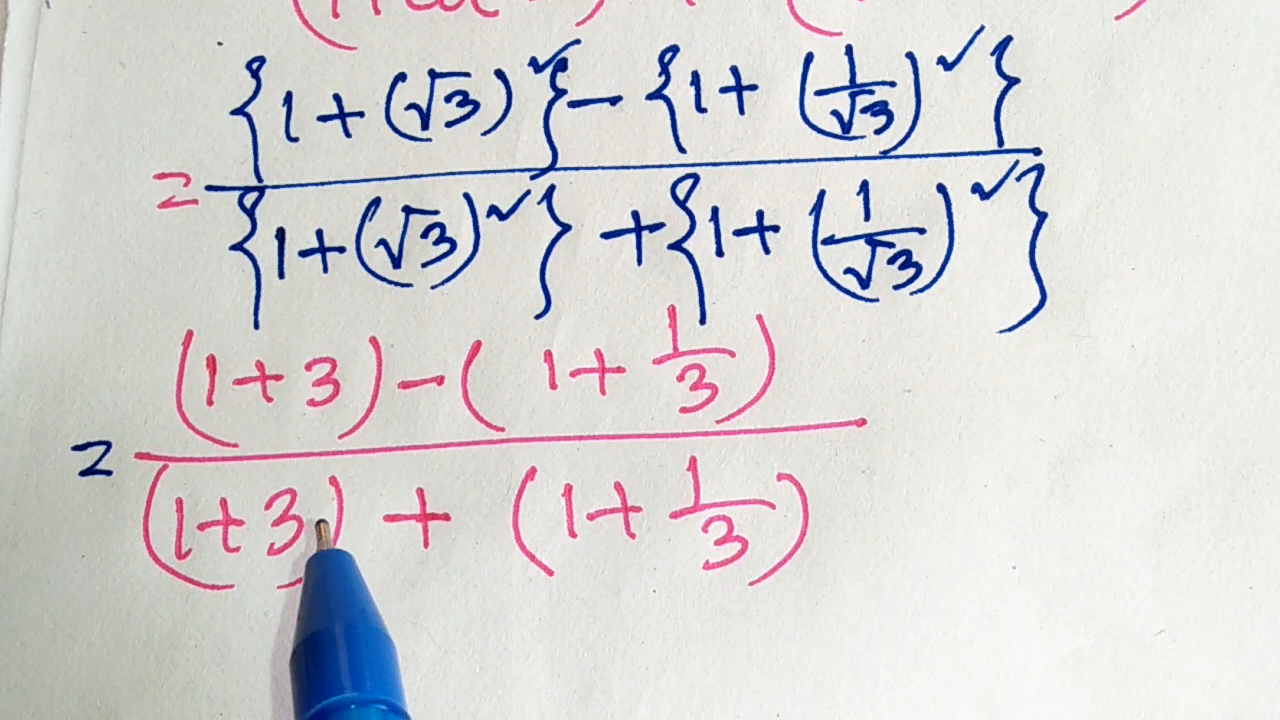 = {1 + (√3)²} - {1 + (1/√3)²} / {1 + (√3)²} + {1 + (1/√3)²}
= (1 + 3) - (1 + 1/3) / (1 + 3) + (1 + 1/3)